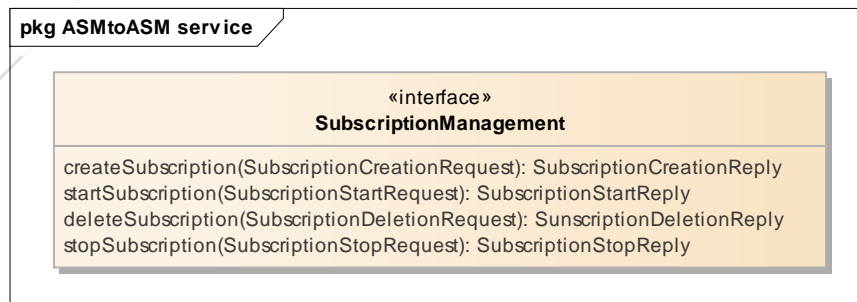 pkg ASMtoASM service
«interface»
SubscriptionManagement
createSubscription(SubscriptionCreationRequest): SubscriptionCreationReply
startSubscription(SubscriptionStartRequest): SubscriptionStartReply
deleteSubscription(SubscriptionDeletionRequest): SunscriptionDeletionReply
stopSubscription(SubscriptionStopRequest): SubscriptionStopReply